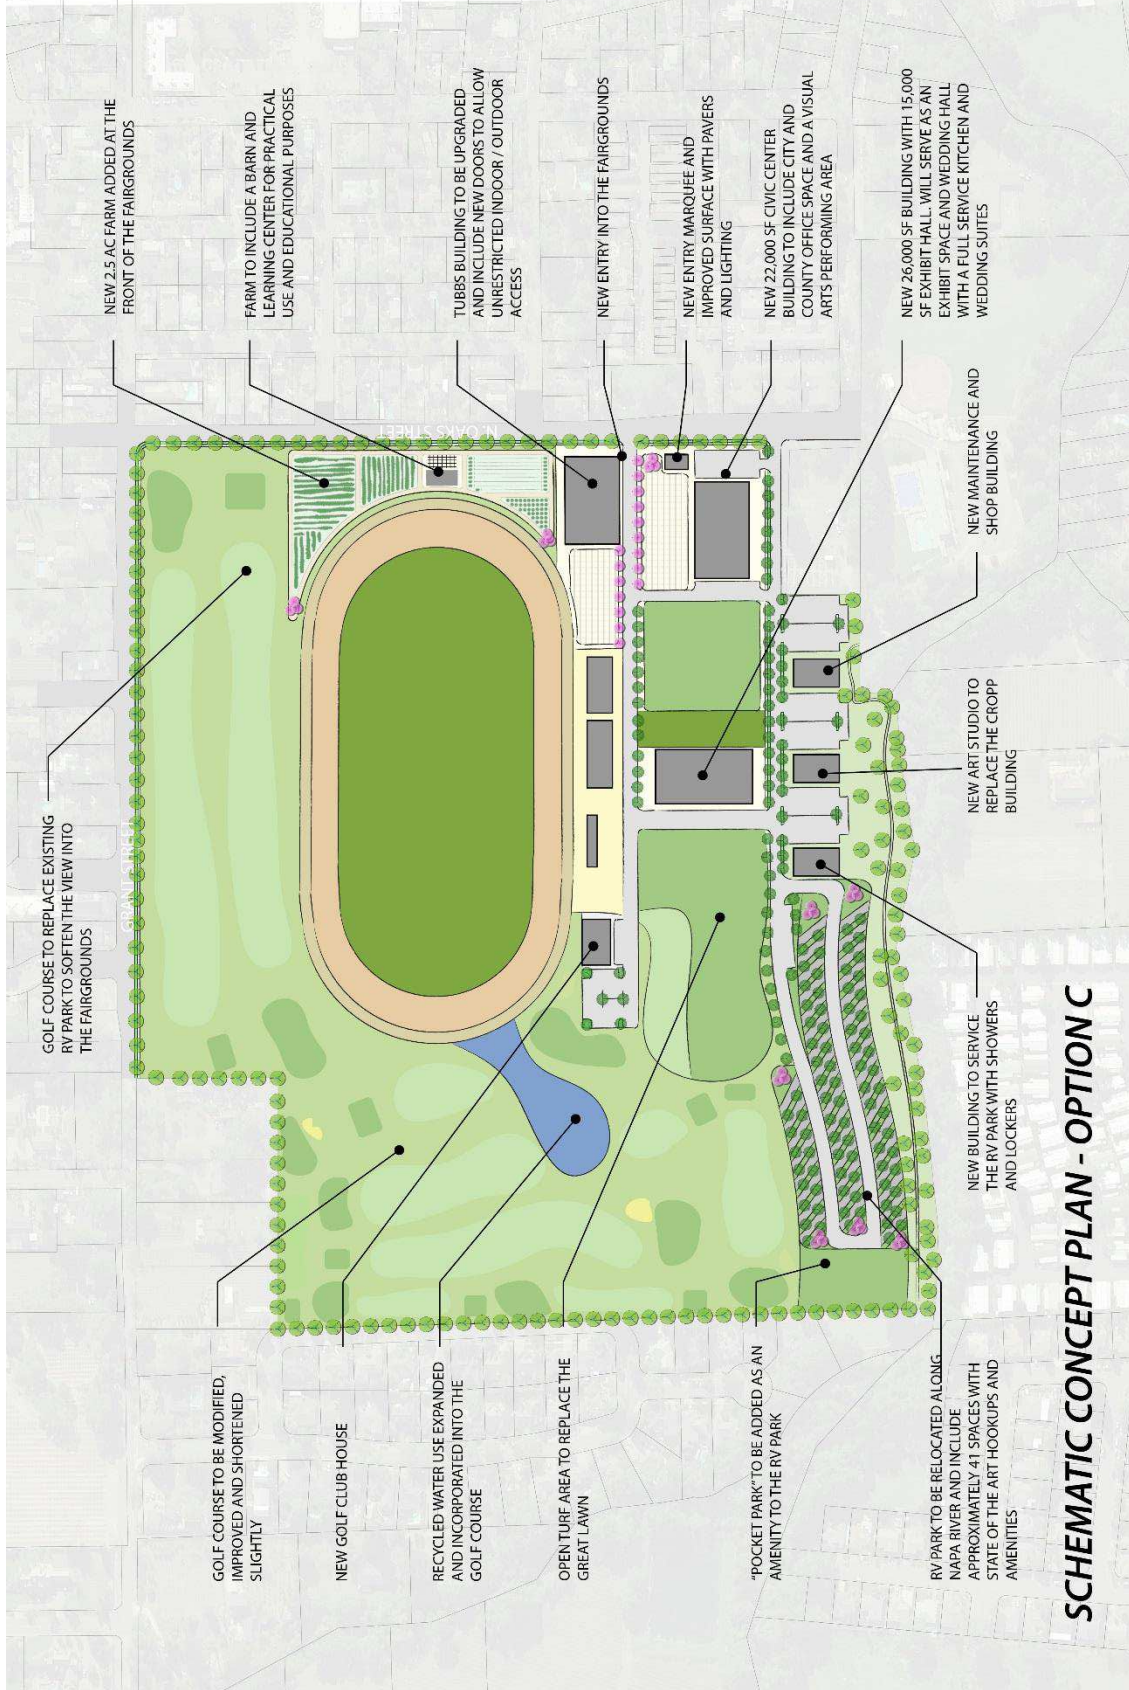 GOLF COURSE TO REPLACE EXISTING
RV PARK TO SOFTEN THE VIEW INTO
THE FAIRGROUNDS
NEW 2.5 AC FARM ADDED AT THE
FRONT OF THE FAIRGROUNDS
FARM TO INCLUDE A BARN AND
LEARNING CENTER FOR PRACTICAL
USE AND EDUCATIONAL PURPOSES
TUBBS BUILDING TO BE UPGRADED
AND INCLUDE NEW DOORS TO ALLOW
UNRESTRICTED INDOOR / OUTDOOR
ACCESS
NEW ENTRY INTO THE FAIRGROUNDS
NEW ENTRY MARQUEE AND
IMPROVED SURFACE WITH PAVERS
AND LIGHTING
NEW 22,000 SF CIVIC CENTER
BUILDING TO INCLUDE CITY AND
COUNTY OFFICE SPACE AND A VISUAL
ARTS PERFORMING AREA
NEW 26,000 SF BUILDING WITH 15,000
SF EXHIBIT HALL. WILL SERVE AS AN
EXHIBIT SPACE AND WEDDING HALL
WITH A FULL SERVICE KITCHEN AND
WEDDING SUITES
GRANT STREET
N. OAKS STREET
GOLF COURSE TO BE MODIFIED,
IMPROVED AND SHORTENED
SLIGHTLY
NEW GOLF CLUB HOUSE
RECYCLED WATER USE EXPANDED
AND INCORPORATED INTO THE
GOLF COURSE
OPEN TURF AREA TO REPLACE THE
GREAT LAWN
"POCKET PARK" TO BE ADDED AS AN
AMENITY TO THE RV PARK
RV PARK TO BE RELOCATED ALONG
NAPA RIVER AND INCLUDE
APPROXIMATELY 41 SPACES WITH
STATE OF THE ART HOOKUPS AND
AMENITIES
NEW BUILDING TO SERVICE
THE RV PARK WITH SHOWERS
AND LOCKERS
NEW ART STUDIO TO
REPLACE THE CROPP
BUILDING
NEW MAINTENANCE AND
SHOP BUILDING
SCHEMATIC CONCEPT PLAN - OPTION C